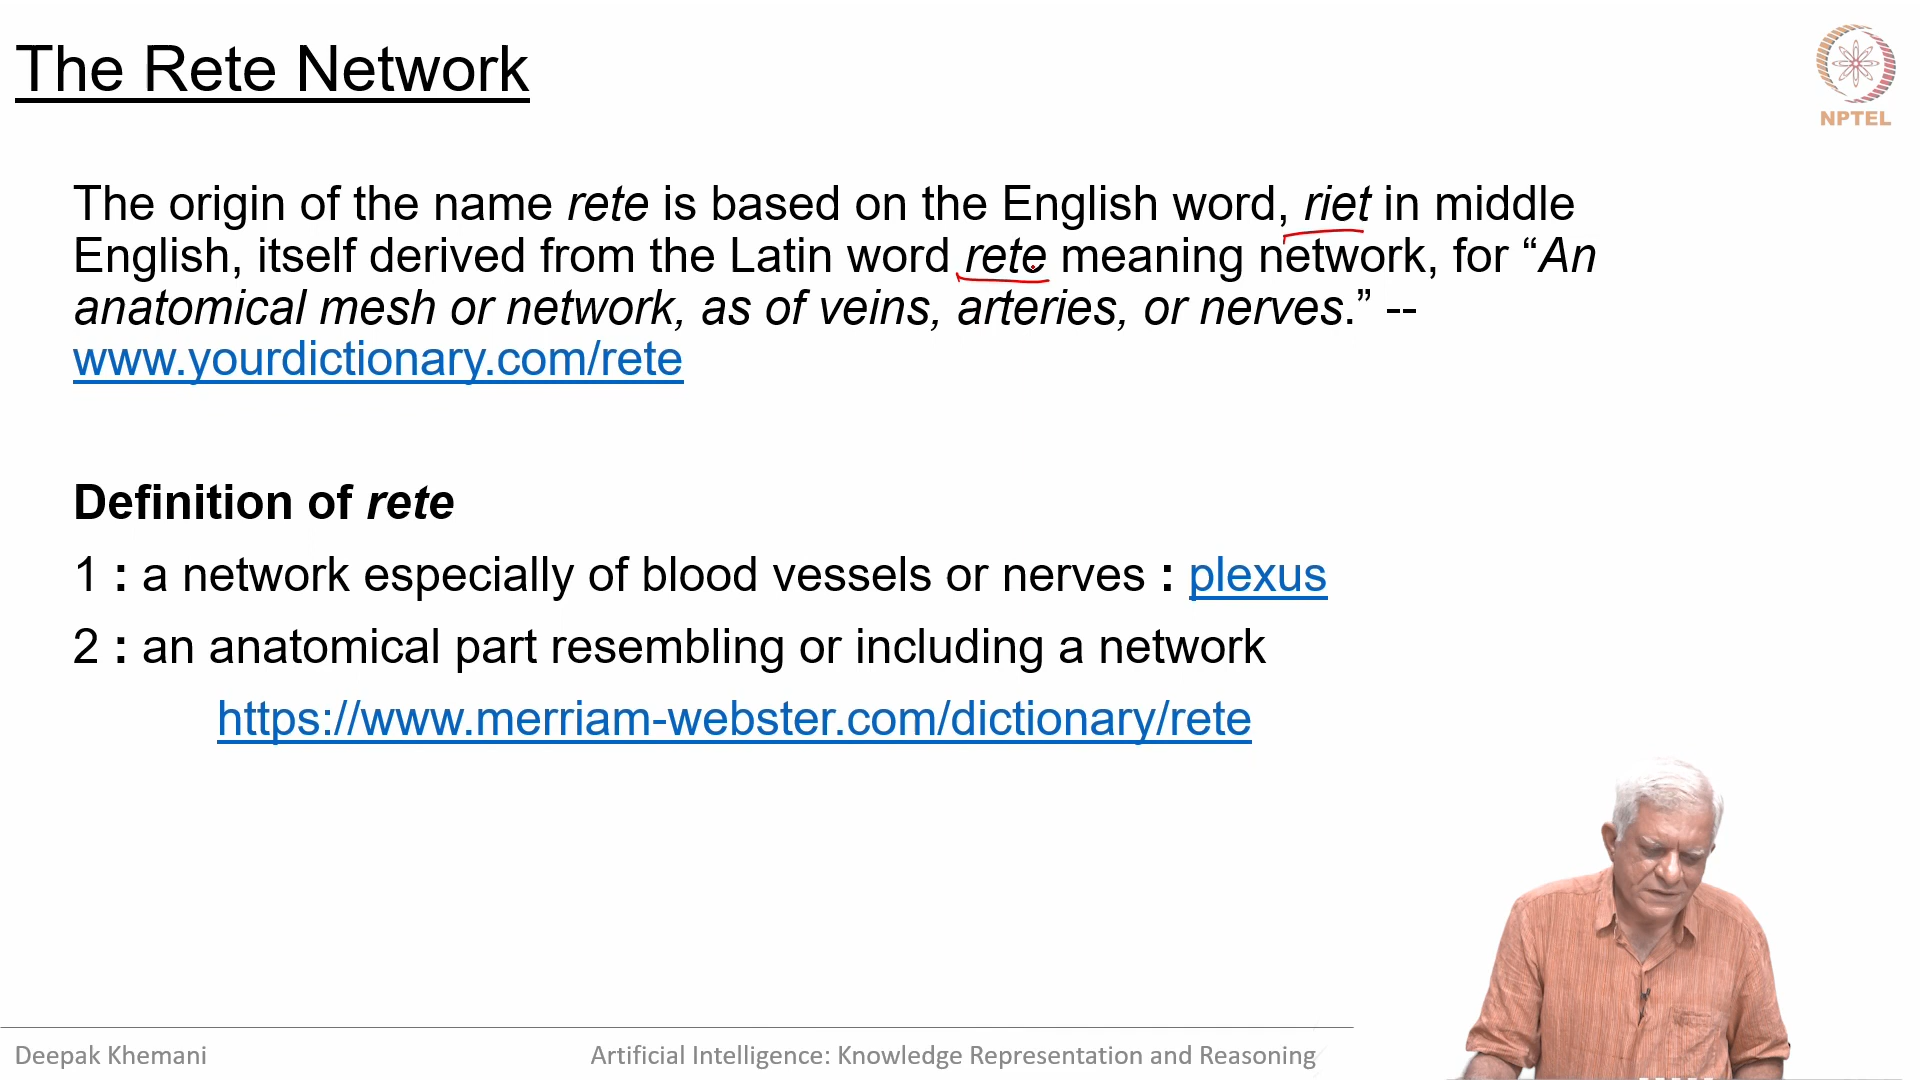 The Rete Network
NPTEL
The origin of the name rete is based on the English word, riet in middle
English, itself derived from the Latin word rete meaning network, for “An
anatomical mesh or network, as of veins, arteries, or nerves.” --
www.yourdictionary.com/rete
Definition of rete
1 : a network especially of blood vessels or nerves : plexus
2 : an anatomical part resembling or including a network
https://www.merriam-webster.com/dictionary/rete
Deepak Khemani
Artificial Intelligence: Knowledge Representation and Reasoning